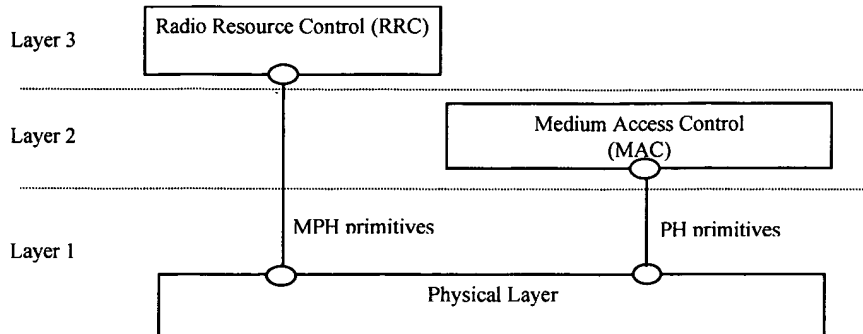 Layer 3
Radio Resource Control (RRC)
Layer 2
Medium Access Control
(MAC)
MPH primitives
PH primitives
Layer 1
Physical Layer